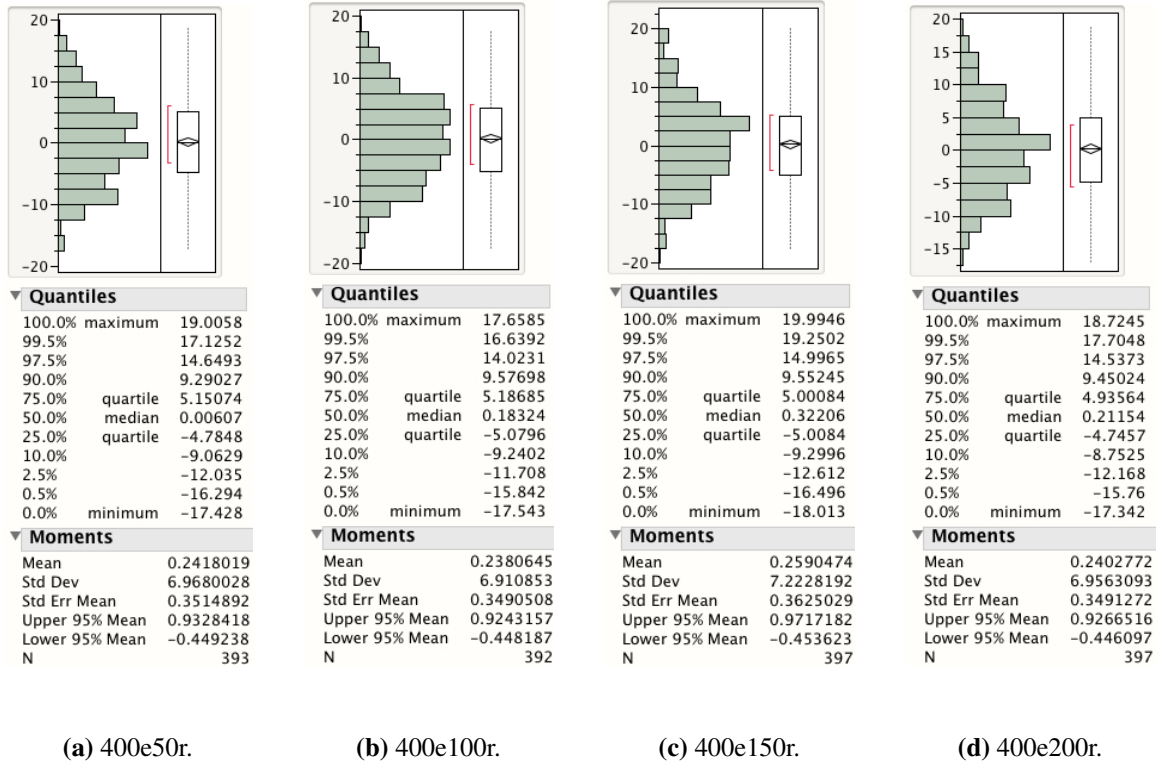 20
10
0
−10
−20
Quantiles
100.0% maximum 19.0058
99.5% 17.1252
97.5% 14.6493
90.0% 9.29027
75.0% quartile 5.15074
50.0% median 0.00607
25.0% quartile −4.7848
10.0% −9.0629
2.5% −12.035
0.5% −16.294
0.0% minimum −17.428
Moments
Mean 0.2418019
Std Dev 6.9680028
Std Err Mean 0.3514892
Upper 95% Mean 0.9328418
Lower 95% Mean −0.449238
N 393
(a) 400e50r.
20
10
0
−10
−20
Quantiles
100.0% maximum 17.6585
99.5% 16.6392
97.5% 14.0231
90.0% 9.57698
75.0% quartile 5.18685
50.0% median 0.18324
25.0% quartile −5.0796
10.0% −9.2402
2.5% −11.708
0.5% −15.842
0.0% minimum −17.543
Moments
Mean 0.2380645
Std Dev 6.910853
Std Err Mean 0.3490508
Upper 95% Mean 0.9243157
Lower 95% Mean −0.448187
N 392
(b) 400e100r.
20
10
0
−10
−20
Quantiles
100.0% maximum 19.9946
99.5% 19.2502
97.5% 14.9965
90.0% 9.55245
75.0% quartile 5.00084
50.0% median 0.32206
25.0% quartile −5.0084
10.0% −9.2996
2.5% −12.612
0.5% −16.496
0.0% minimum −18.013
Moments
Mean 0.2590474
Std Dev 7.2228192
Std Err Mean 0.3625029
Upper 95% Mean 0.9717182
Lower 95% Mean −0.453623
N 397
(c) 400e150r.
20
15
10
5
0
−5
−10
−15
Quantiles
100.0% maximum 18.7245
99.5% 17.7048
97.5% 14.5373
90.0% 9.45024
75.0% quartile 4.93564
50.0% median 0.21154
25.0% quartile −4.7457
10.0% −8.7525
2.5% −12.168
0.5% −15.76
0.0% minimum −17.342
Moments
Mean 0.2402772
Std Dev 6.9563093
Std Err Mean 0.3491272
Upper 95% Mean 0.9266516
Lower 95% Mean −0.446097
N 397
(d) 400e200r.